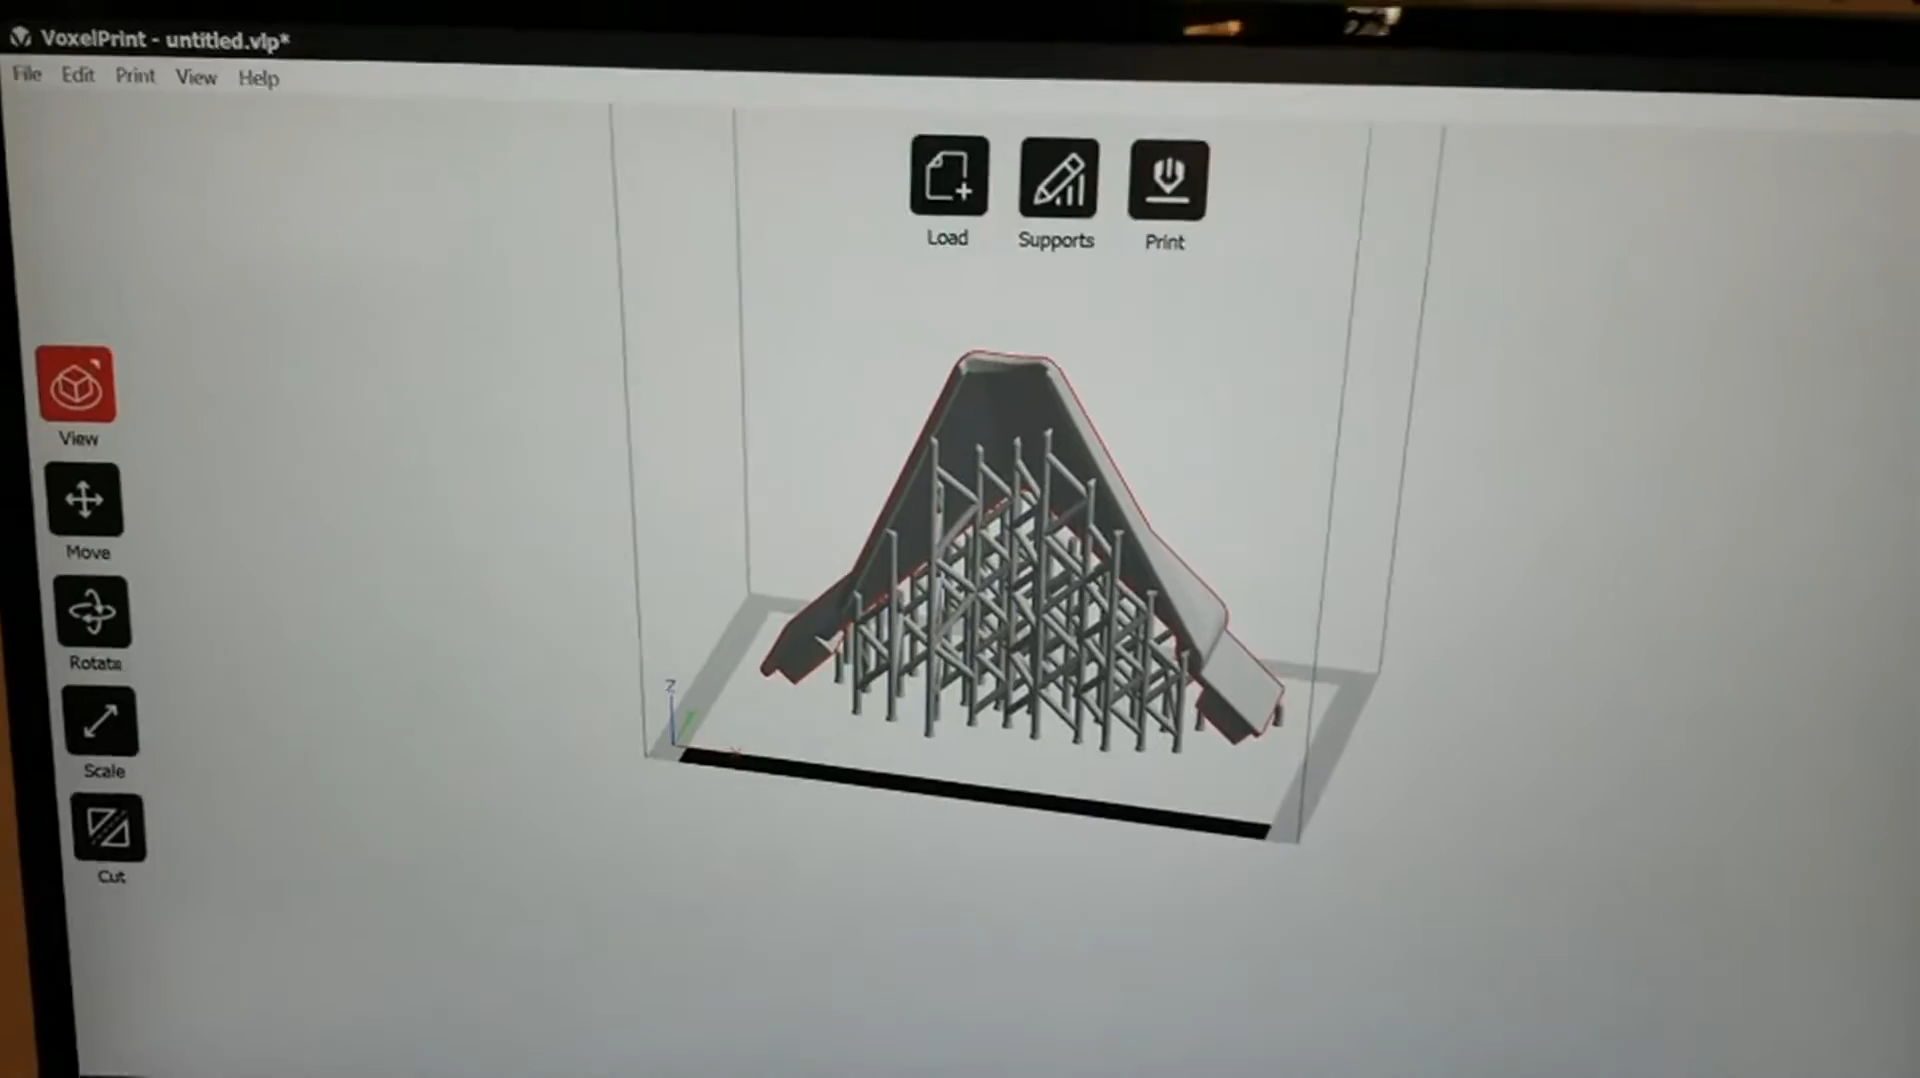 VoxelPrint - untitled.vlp*
File Edit Print View Help
Load Supports Print
View
Move
Rotate
Scale
Cut
Z